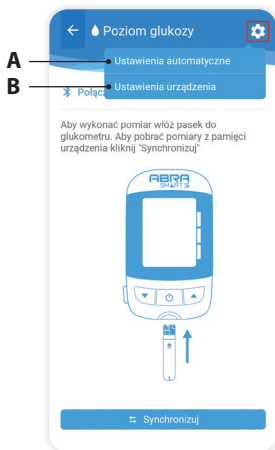 Poziom glukozy
A
Ustawienia automatyczne
B
Ustawienia urządzenia
Połącz
Aby wykonać pomiar włóż pasek do
glukometru. Aby pobrać pomiary z pamięci
urządzenia kliknij "Synchronizuj"
ABRA
SMART
Synchronizuj